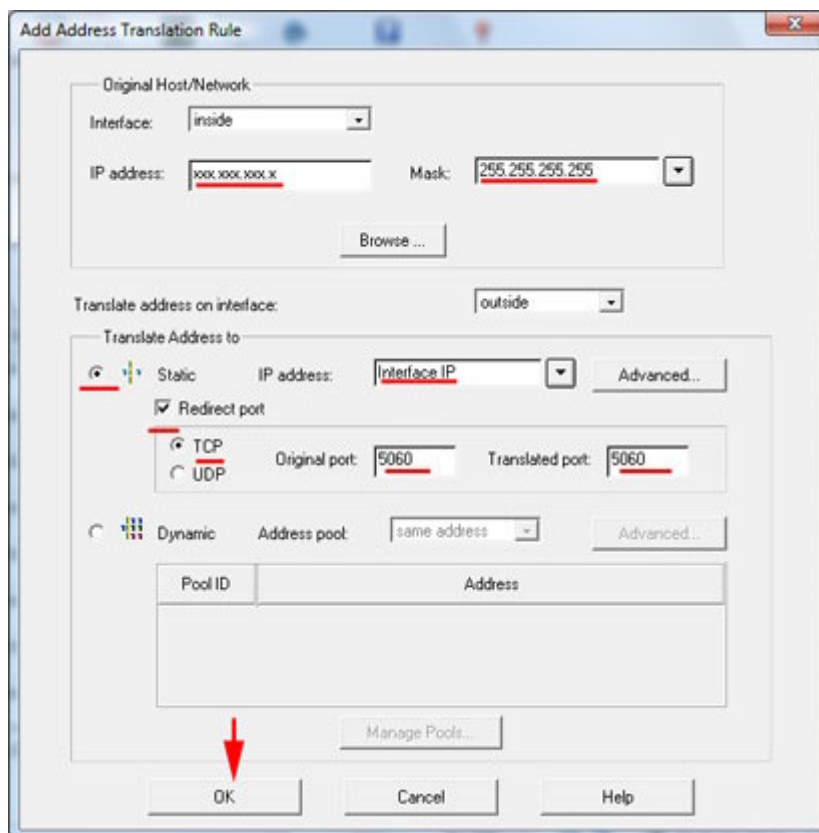 Add Address Translation Rule
Original Host/Network
Interface: inside
IP address: xxx.xxx.xxx.x Mask: 255.255.255.255
Browse ...
Translate address on interface: outside
Translate Address to
Static IP address: Interface IP Advanced...
Redirect port
TCP
UDP
Original port: 5060 Translated port: 5060
Dynamic Address pool: same address Advanced...
Pool ID Address
Manage Pools...
OK Cancel Help